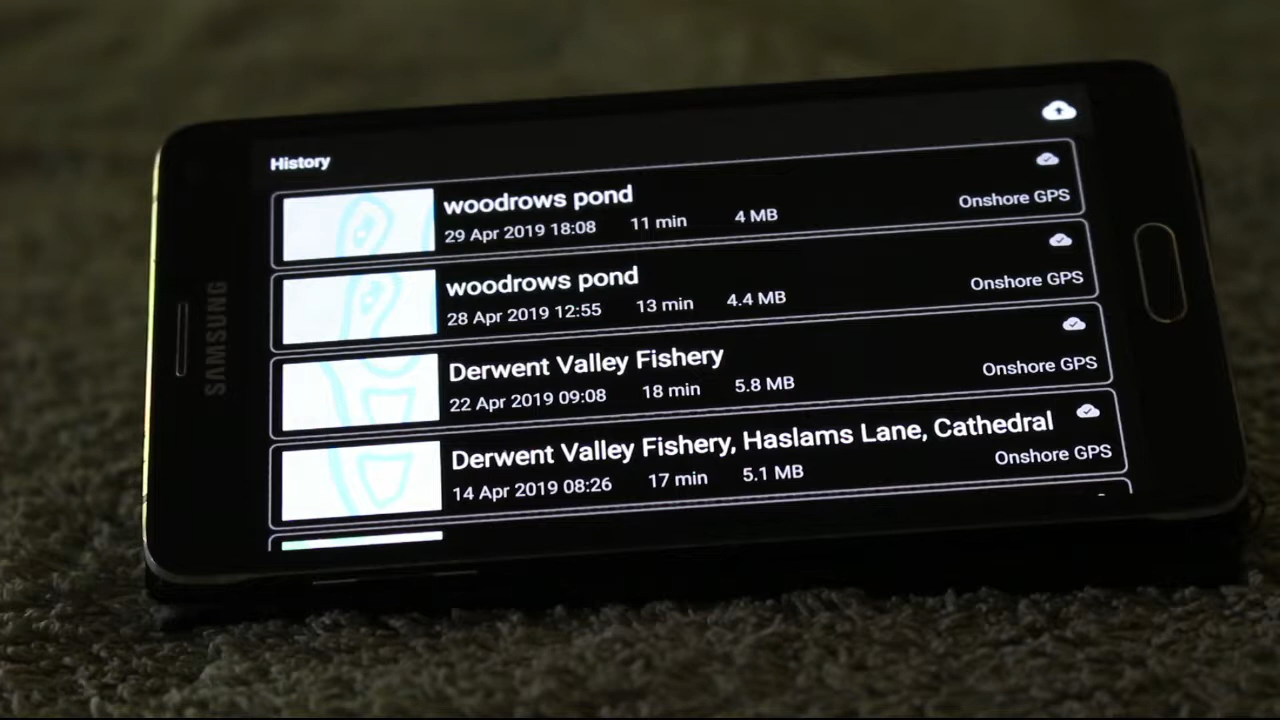 History
woodrows pond
29 Apr 2019 18:08 11 min 4 MB
Onshore GPS
woodrows pond
28 Apr 2019 12:55 13 min 4.4 MB
Onshore GPS
Derwent Valley Fishery
22 Apr 2019 09:08 18 min 5.8 MB
Onshore GPS
Derwent Valley Fishery, Haslams Lane, Cathedral
14 Apr 2019 08:26 17 min 5.1 MB
Onshore GPS
SAMSUNG